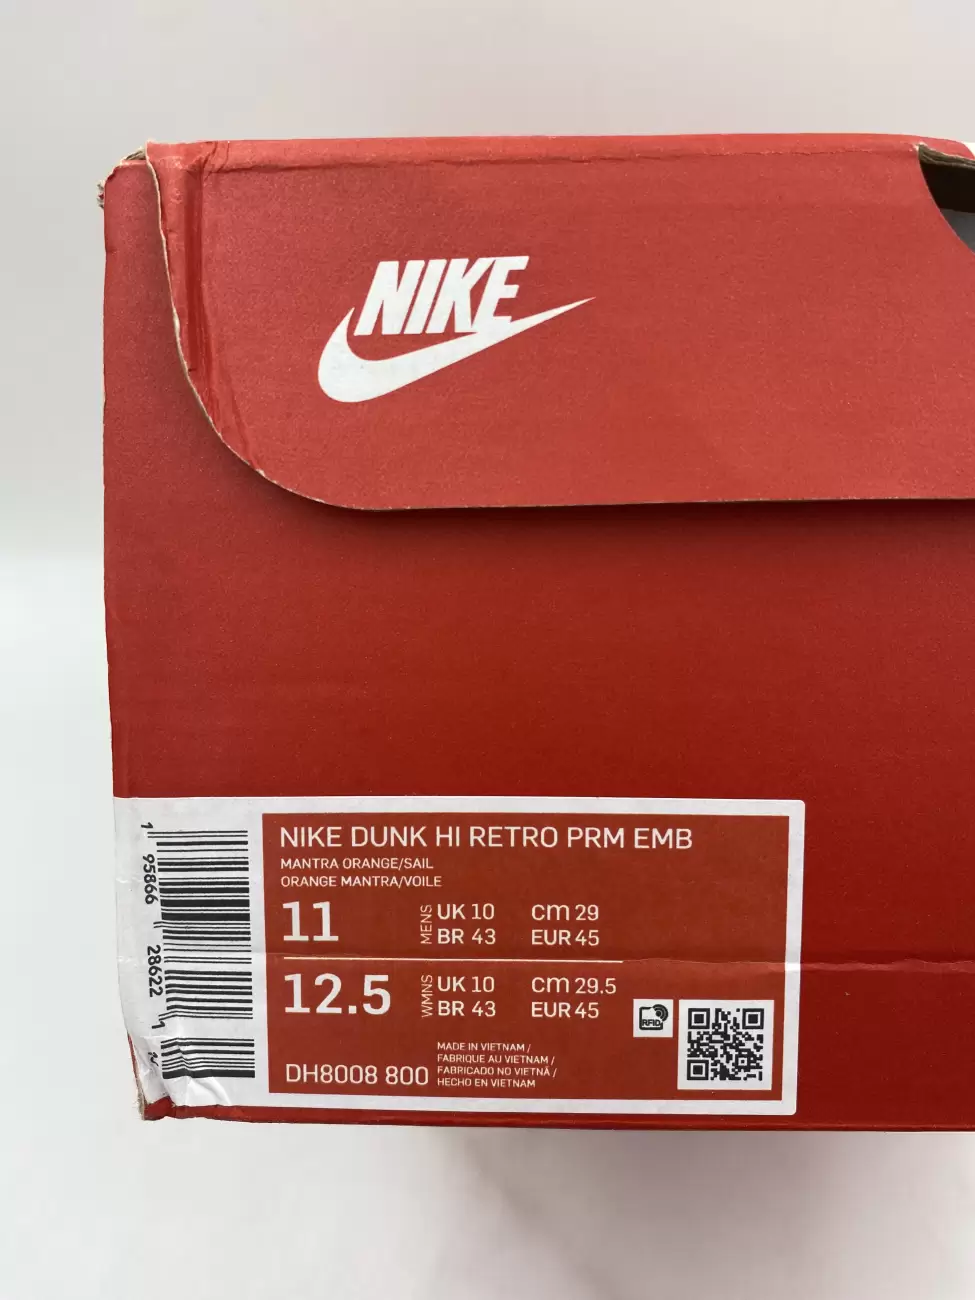 NIKE
NIKE DUNK HI RETRO PRM EMB
MANTRA ORANGE/SAIL
ORANGE MANTRA/VOILE
11
MENS
UK 10
cm 29
BR 43
EUR 45
12.5
WMNS
UK 10
cm 29.5
BR 43
EUR 45
RFID
DH8008 800
MADE IN VIETNAM /
FABRIQUE AU VIETNAM /
FABRICADO NO VIETNÃ /
HECHO EN VIETNAM
1 95866 28622 1